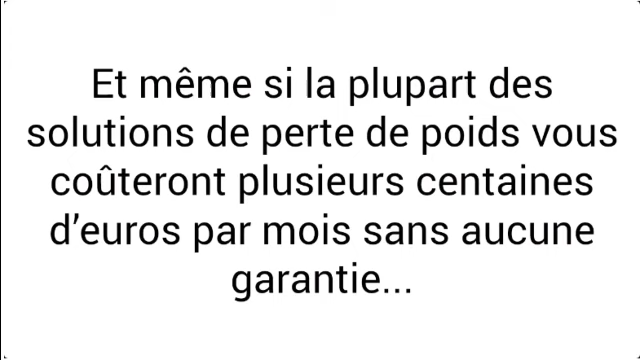 Et même si la plupart des
solutions de perte de poids vous
coûteront plusieurs centaines
d’euros par mois sans aucune
garantie...